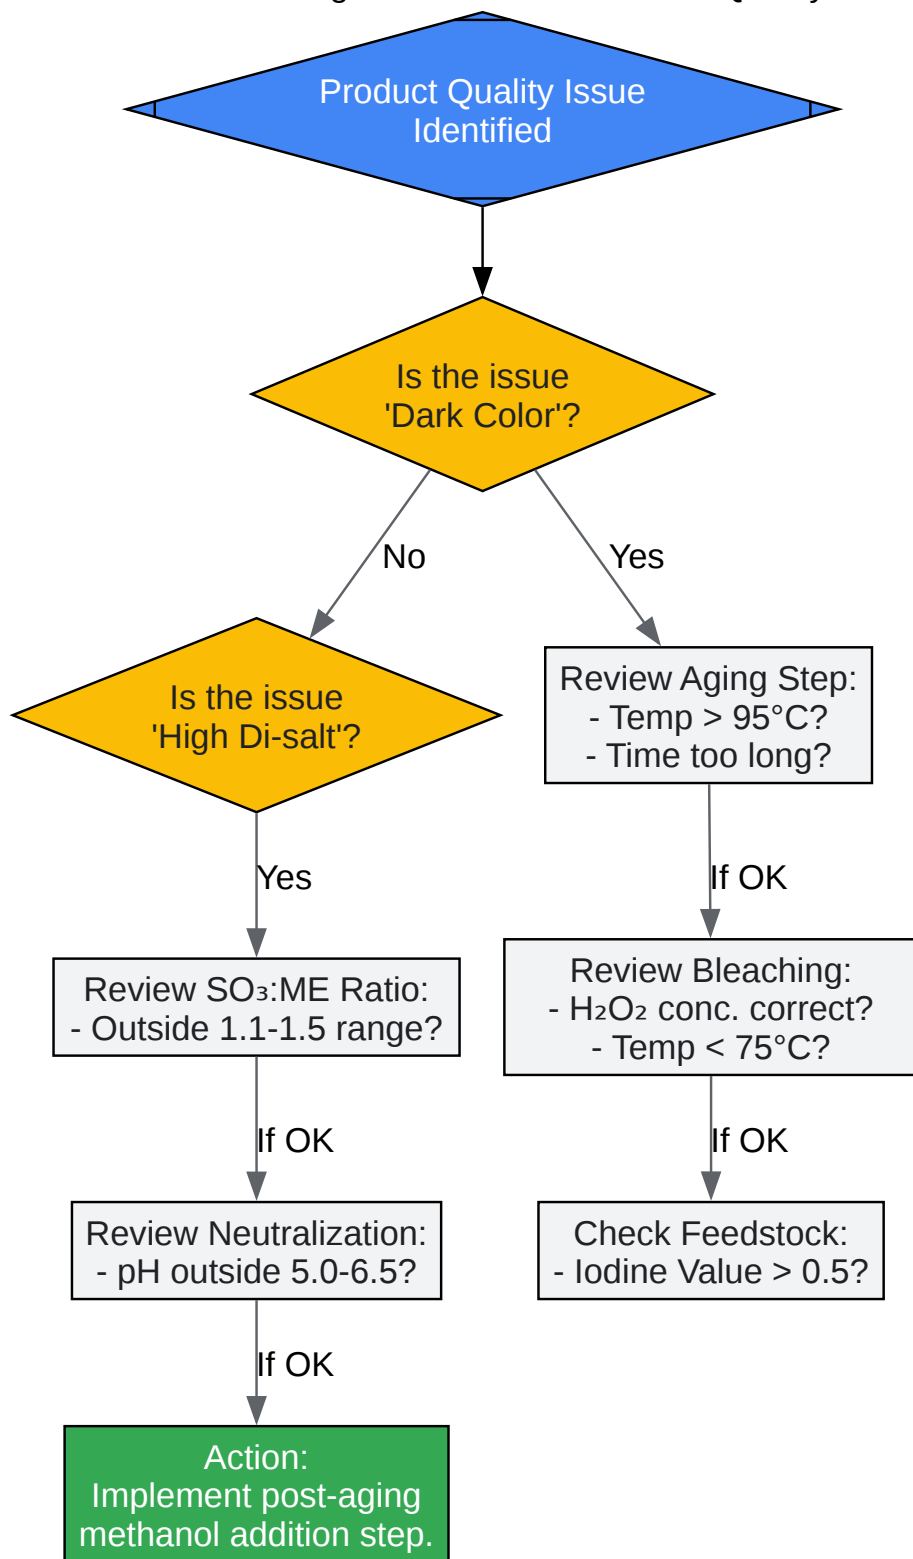 Product Quality Issue
Identified
Is the issue
'Dark Color'?
No
Yes
Is the issue
'High Di-salt'?
Review Aging Step:
- Temp > 95°C?
- Time too long?
Yes
If OK
Review SO₃:ME Ratio:
- Outside 1.1-1.5 range?
Review Bleaching:
- H₂O₂ conc. correct?
- Temp < 75°C?
If OK
If OK
Review Neutralization:
- pH outside 5.0-6.5?
Check Feedstock:
- Iodine Value > 0.5?
If OK
Action:
Implement post-aging
methanol addition step.